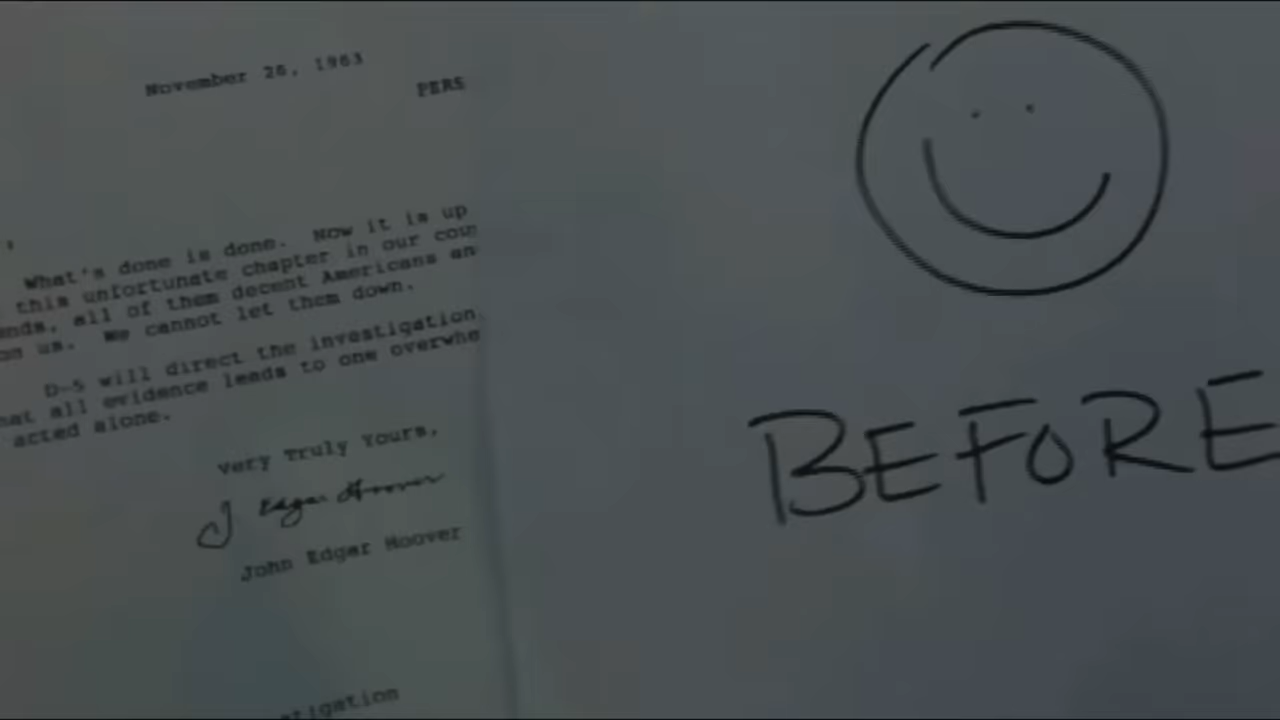 November 26, 1963
PERS
,
What's done is done. Now it is up
this unfortunate chapter in our coun
ends, all of them decent Americans an
on us. We cannot let them down.
D-5 will direct the investigation
hat all evidence leads to one overwhe
acted alone.
Very Truly Yours,
J Edgar Hoover
John Edgar Hoover
stigation
BEFORE